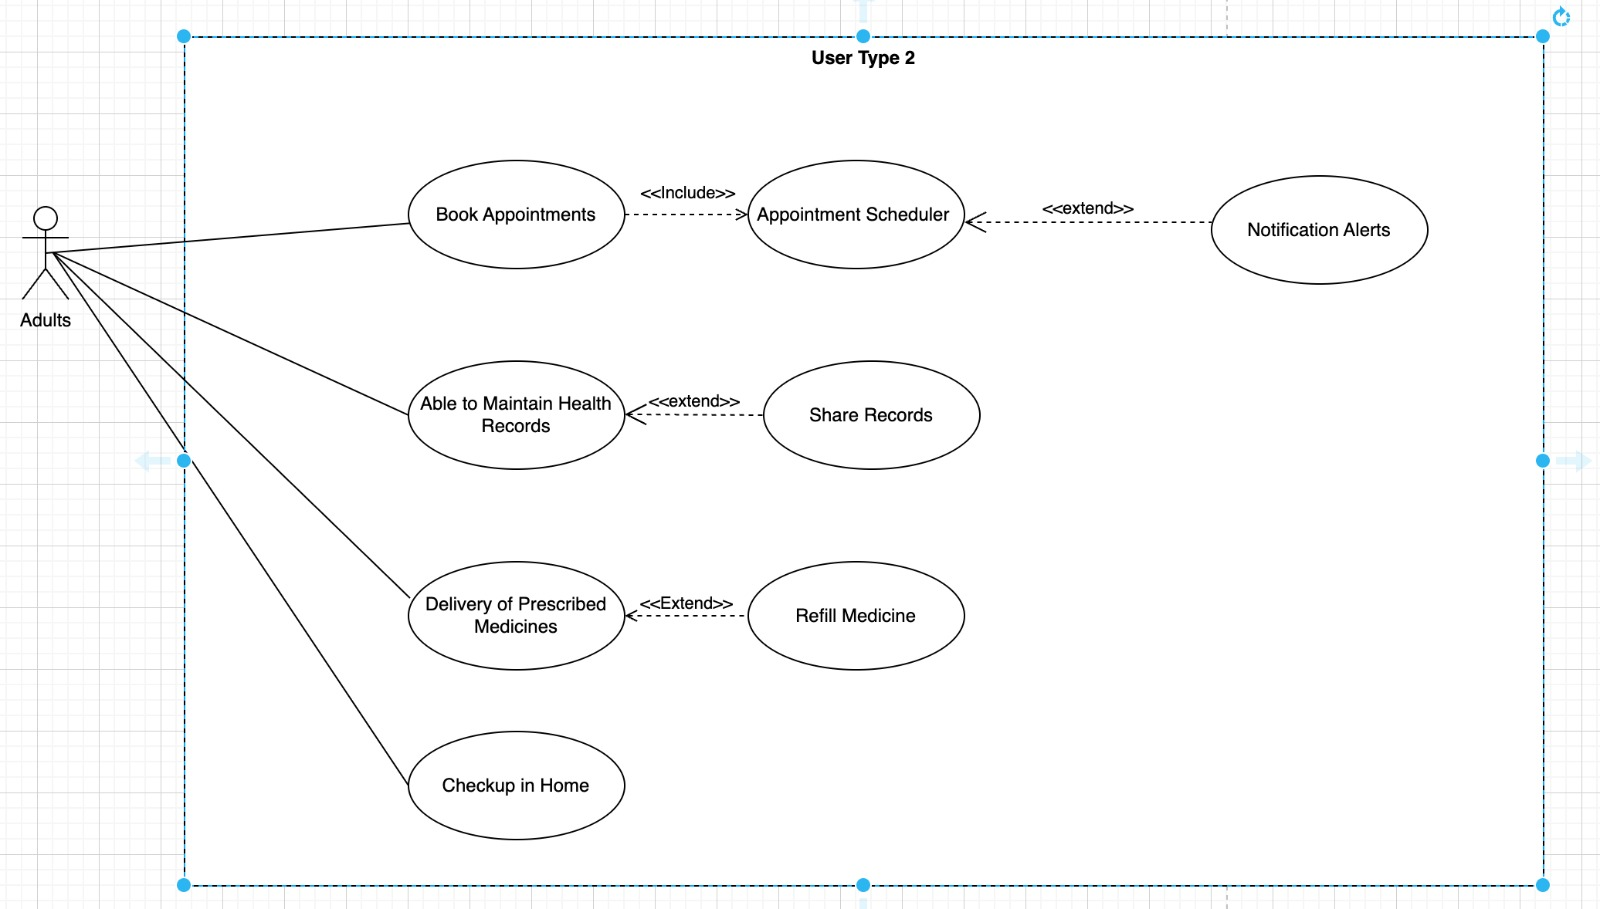 User Type 2
Book Appointments
<<Include>>
Appointment Scheduler
<<extend>>
Notification Alerts
Adults
Able to Maintain Health
Records
<<extend>>
Share Records
Delivery of Prescribed
Medicines
<<Extend>>
Refill Medicine
Checkup in Home